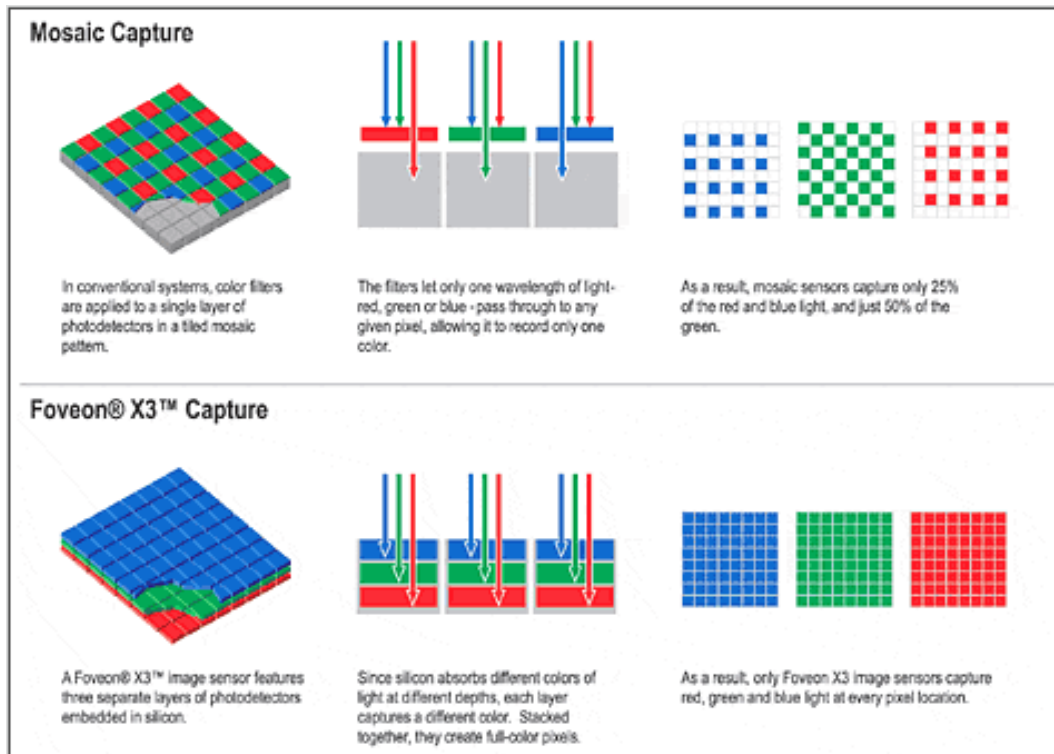 Mosaic Capture
In conventional systems, color filters
are applied to a single layer of
photodetectors in a tiled mosaic
pattern.
The filters let only one wavelength of light-
red, green or blue - pass through to any
given pixel, allowing it to record only one
color.
As a result, mosaic sensors capture only 25%
of the red and blue light, and just 50% of the
green.
Foveon® X3™ Capture
A Foveon® X3™ image sensor features
three separate layers of photodetectors
embedded in silicon.
Since silicon absorbs different colors of
light at different depths, each layer
captures a different color. Stacked
together, they create full-color pixels.
As a result, only Foveon X3 image sensors capture
red, green and blue light at every pixel location.